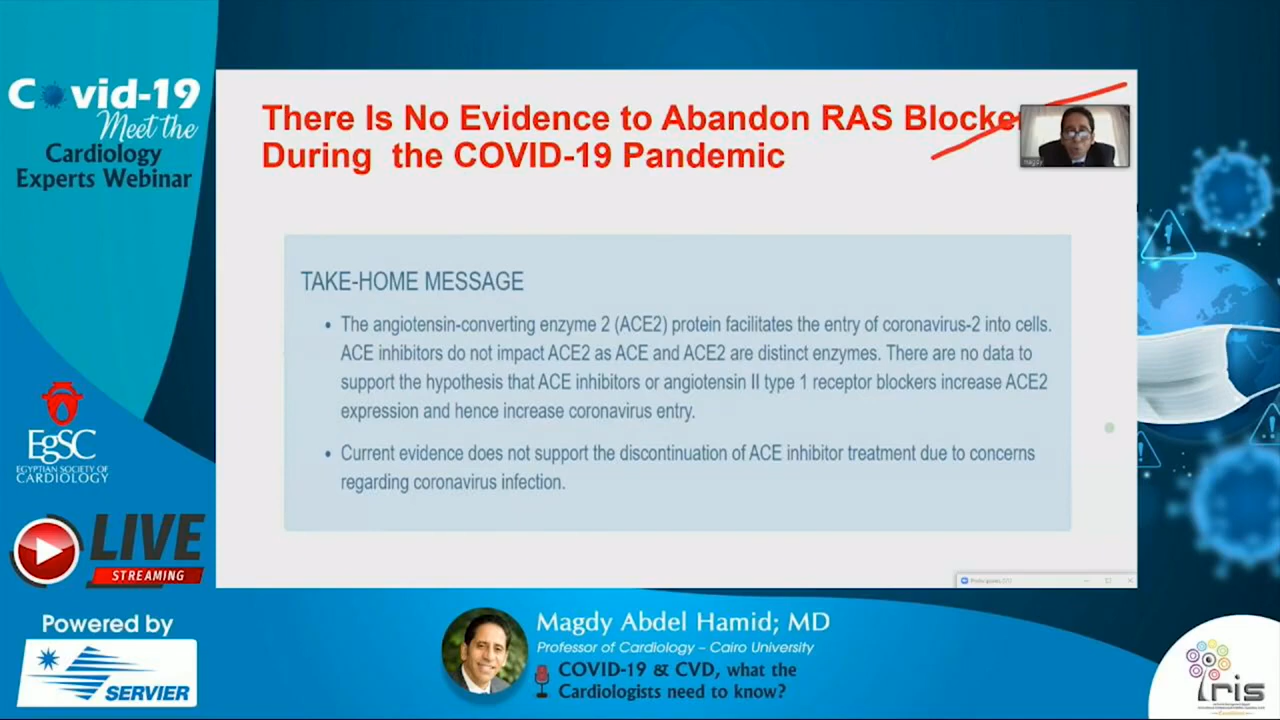 Covid-19
Meet the
Cardiology
Experts Webinar
There Is No Evidence to Abandon RAS Blocke
During the COVID-19 Pandemic
magdy
TAKE-HOME MESSAGE
• The angiotensin-converting enzyme 2 (ACE2) protein facilitates the entry of coronavirus-2 into cells.
ACE inhibitors do not impact ACE2 as ACE and ACE2 are distinct enzymes. There are no data to
support the hypothesis that ACE inhibitors or angiotensin II type 1 receptor blockers increase ACE2
expression and hence increase coronavirus entry.
• Current evidence does not support the discontinuation of ACE inhibitor treatment due to concerns
regarding coronavirus infection.
EgSC
EGYPTIAN SOCIETY OF
CARDIOLOGY
LIVE
STREAMING
Participants
Powered by
SERVIER
Magdy Abdel Hamid; MD
Professor of Cardiology – Cairo University
COVID-19 & CVD, what the
Cardiologists need to know?
Iris